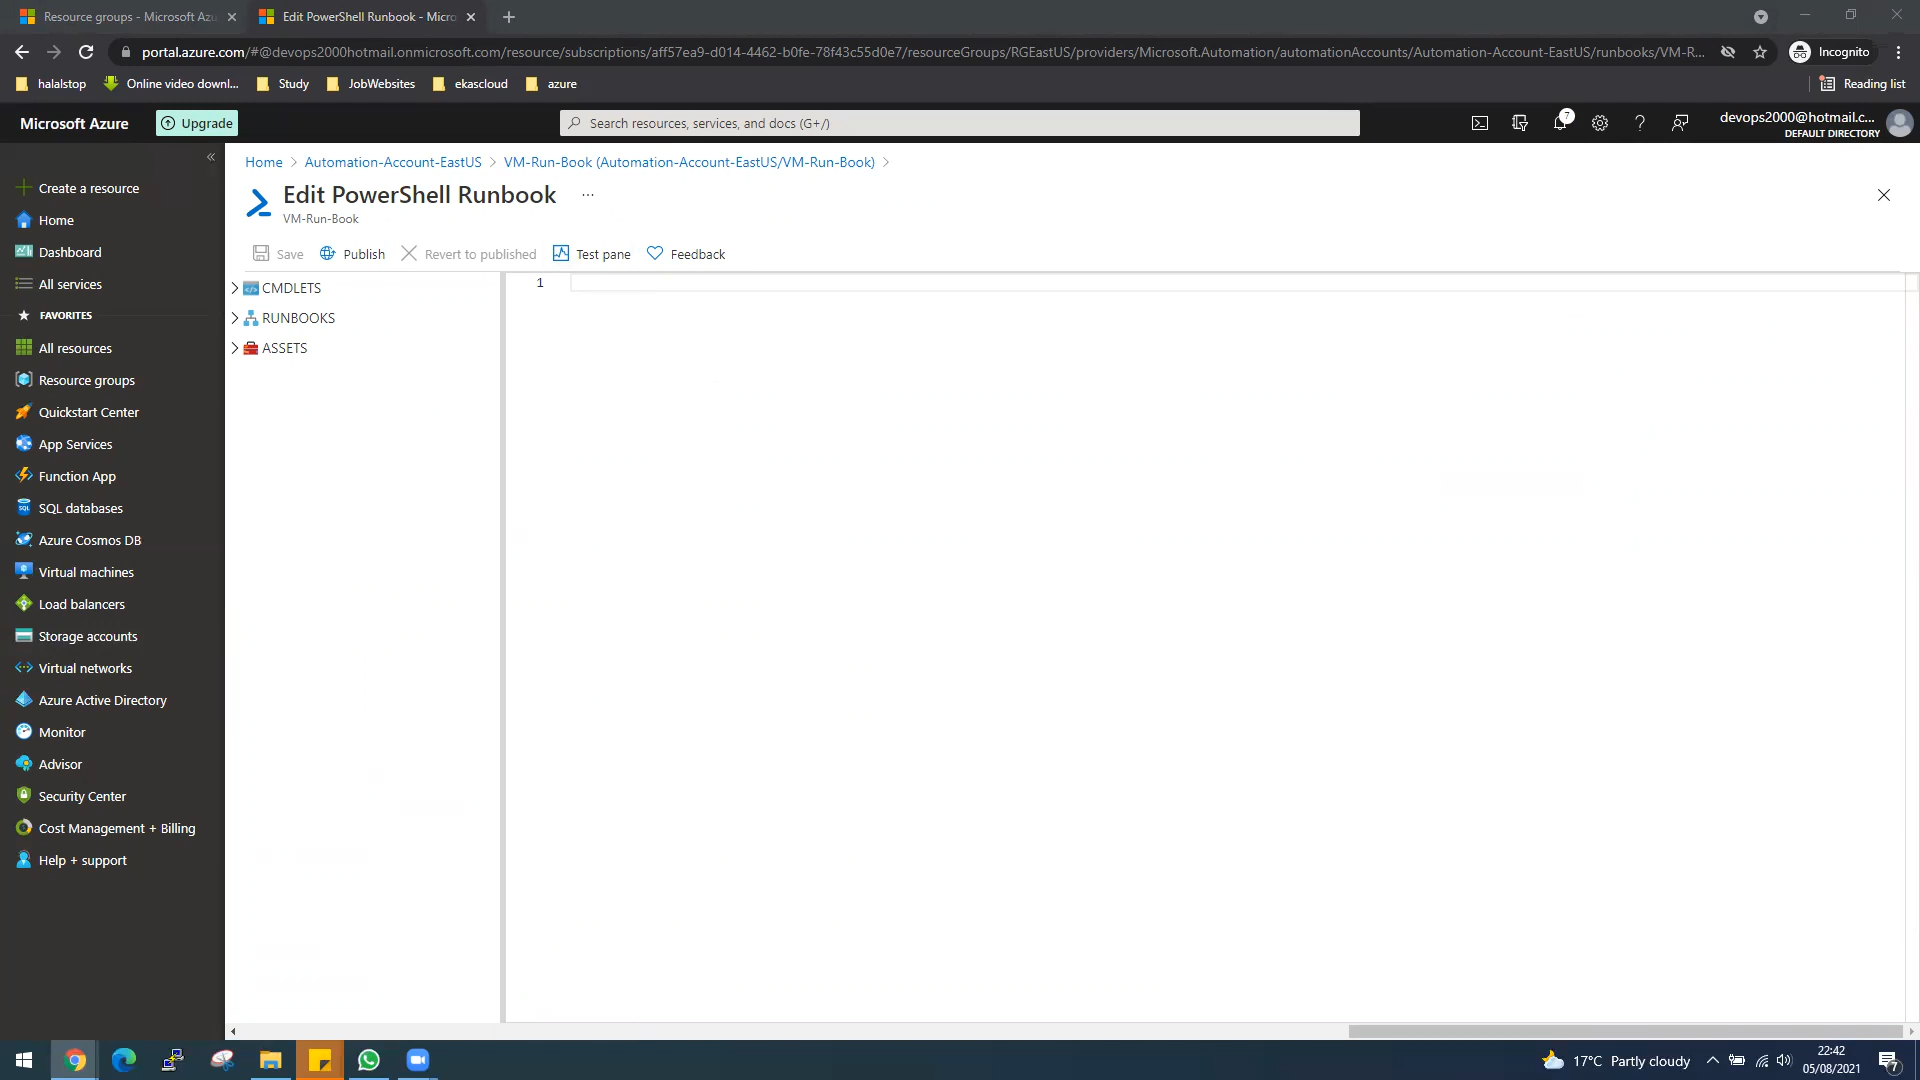 Resource groups - Microsoft Azu
Edit PowerShell Runbook - Micro
portal.azure.com/#@devops2000hotmail.onmicrosoft.com/resource/subscriptions/aff57ea9-d014-4462-b0fe-78f43c55d0e7/resourceGroups/RGEastUS/providers/Microsoft.Automation/automationAccounts/Automation-Account-EastUS/runbooks/VM-R...
Incognito
halalstop
Online video downl...
Study
JobWebsites
ekascloud
azure
Reading list
Microsoft Azure
Upgrade
Search resources, services, and docs (G+/)
7
devops2000@hotmail.c...
DEFAULT DIRECTORY
Home > Automation-Account-EastUS > VM-Run-Book (Automation-Account-EastUS/VM-Run-Book) >
Edit PowerShell Runbook ...
VM-Run-Book
Save
Publish
Revert to published
Test pane
Feedback
CMDLETS
RUNBOOKS
ASSETS
1
Create a resource
Home
Dashboard
All services
FAVORITES
All resources
Resource groups
Quickstart Center
App Services
Function App
SQL databases
Azure Cosmos DB
Virtual machines
Load balancers
Storage accounts
Virtual networks
Azure Active Directory
Monitor
Advisor
Security Center
Cost Management + Billing
Help + support
17°C Partly cloudy
22:42
05/08/2021
7